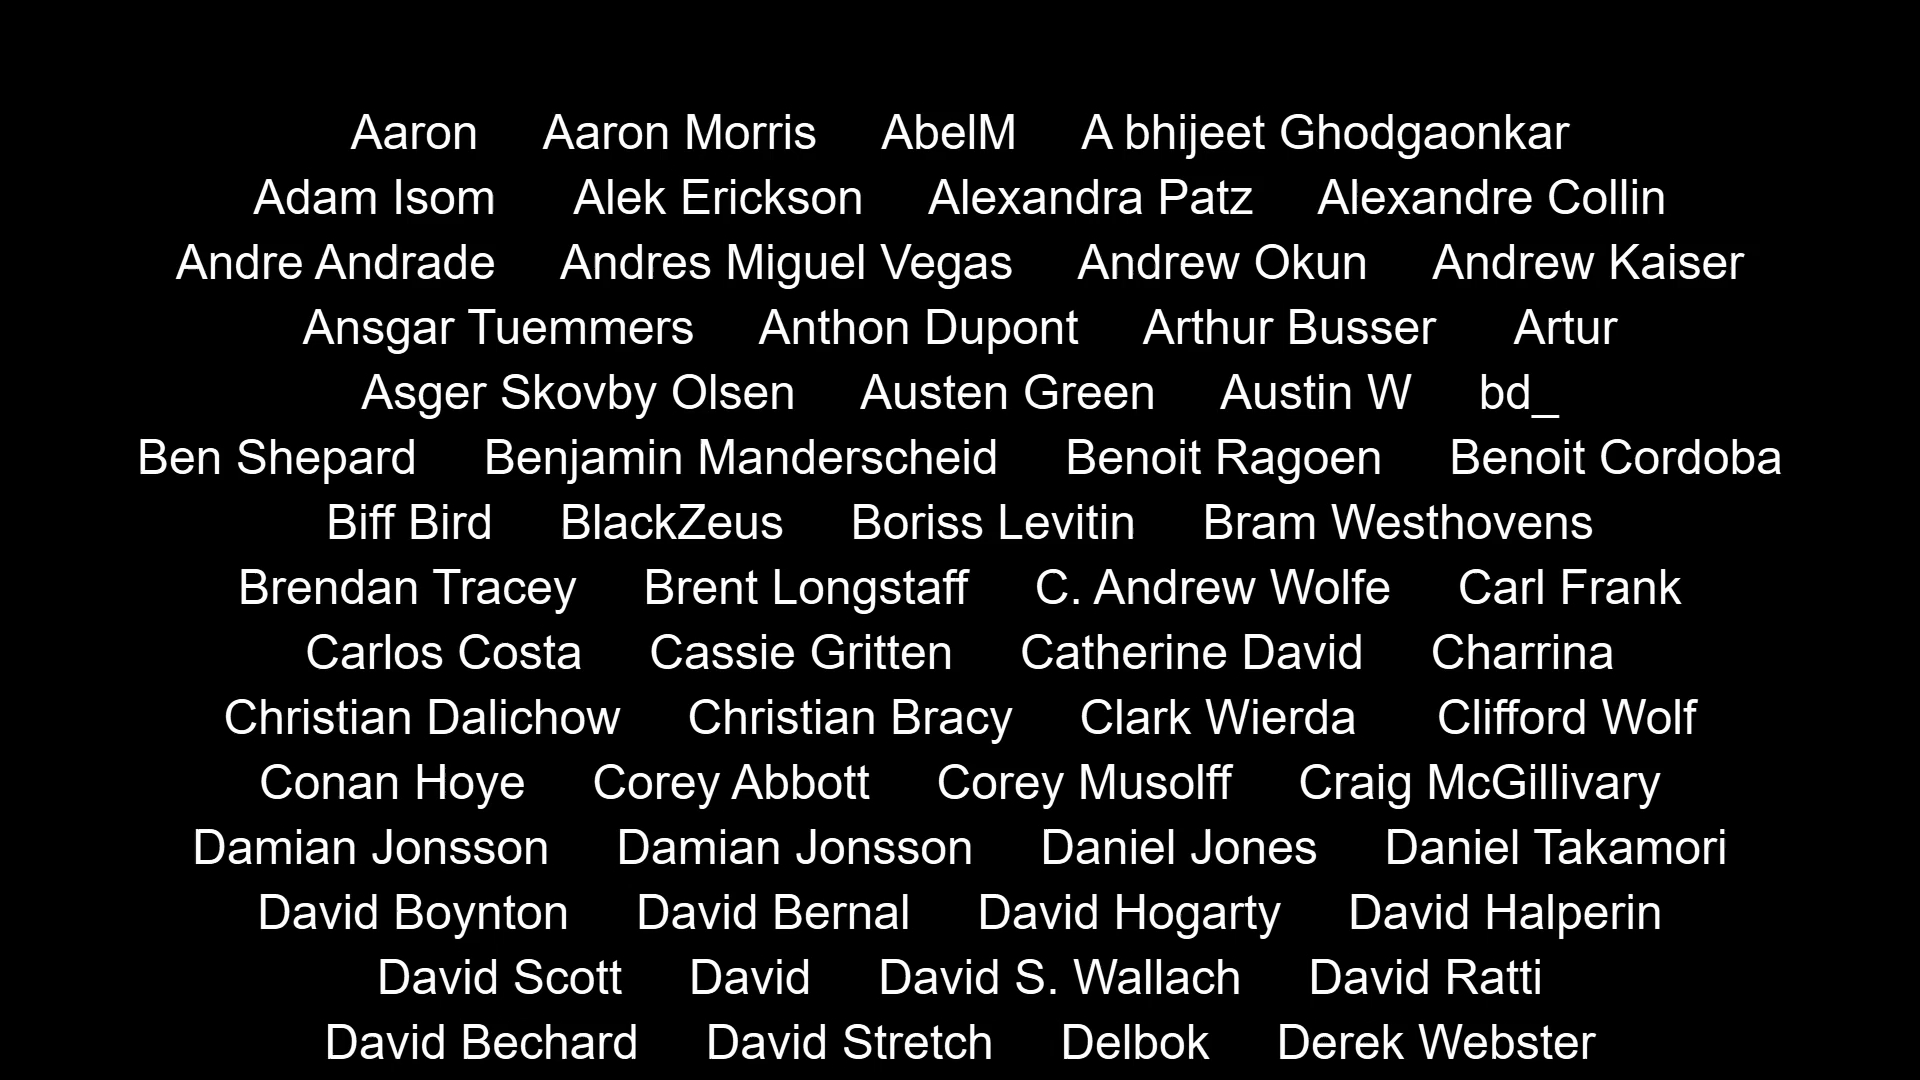 Aaron Aaron Morris AbelM A bhijeet Ghodgaonkar
Adam Isom Alek Erickson Alexandra Patz Alexandre Collin
Andre Andrade Andres Miguel Vegas Andrew Okun Andrew Kaiser
Ansgar Tuemmers Anthon Dupont Arthur Busser Artur
Asger Skovby Olsen Austen Green Austin W bd_
Ben Shepard Benjamin Manderscheid Benoit Ragoen Benoit Cordoba
Biff Bird BlackZeus Boriss Levitin Bram Westhovens
Brendan Tracey Brent Longstaff C. Andrew Wolfe Carl Frank
Carlos Costa Cassie Gritten Catherine David Charrina
Christian Dalichow Christian Bracy Clark Wierda Clifford Wolf
Conan Hoye Corey Abbott Corey Musolff Craig McGillivary
Damian Jonsson Damian Jonsson Daniel Jones Daniel Takamori
David Boynton David Bernal David Hogarty David Halperin
David Scott David David S. Wallach David Ratti
David Bechard David Stretch Delbok Derek Webster